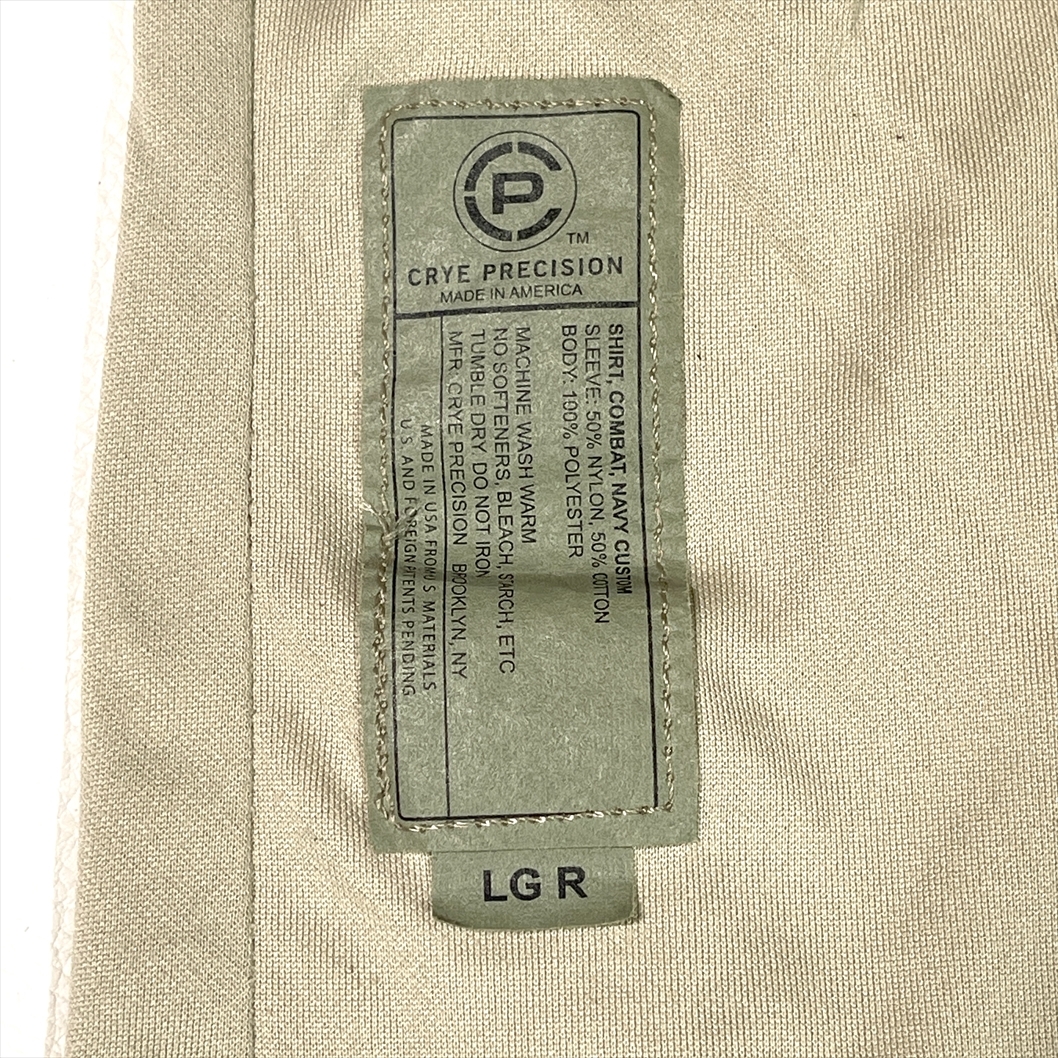 CP
TM
CRYE PRECISION
MADE IN AMERICA
SHIRT, COMBAT, NAVY CUSTOM
SLEEVE: 50% NYLON, 50% COTTON
BODY: 100% POLYESTER
MACHINE WASH WARM
NO SOFTENERS, BLEACH, STARCH, ETC
TUMBLE DRY. DO NOT IRON
MFR: CRYE PRECISION BROOKLYN, NY
MADE IN USA FROM U S MATERIALS
U.S. AND FOREIGN PATENTS PENDING
LG R